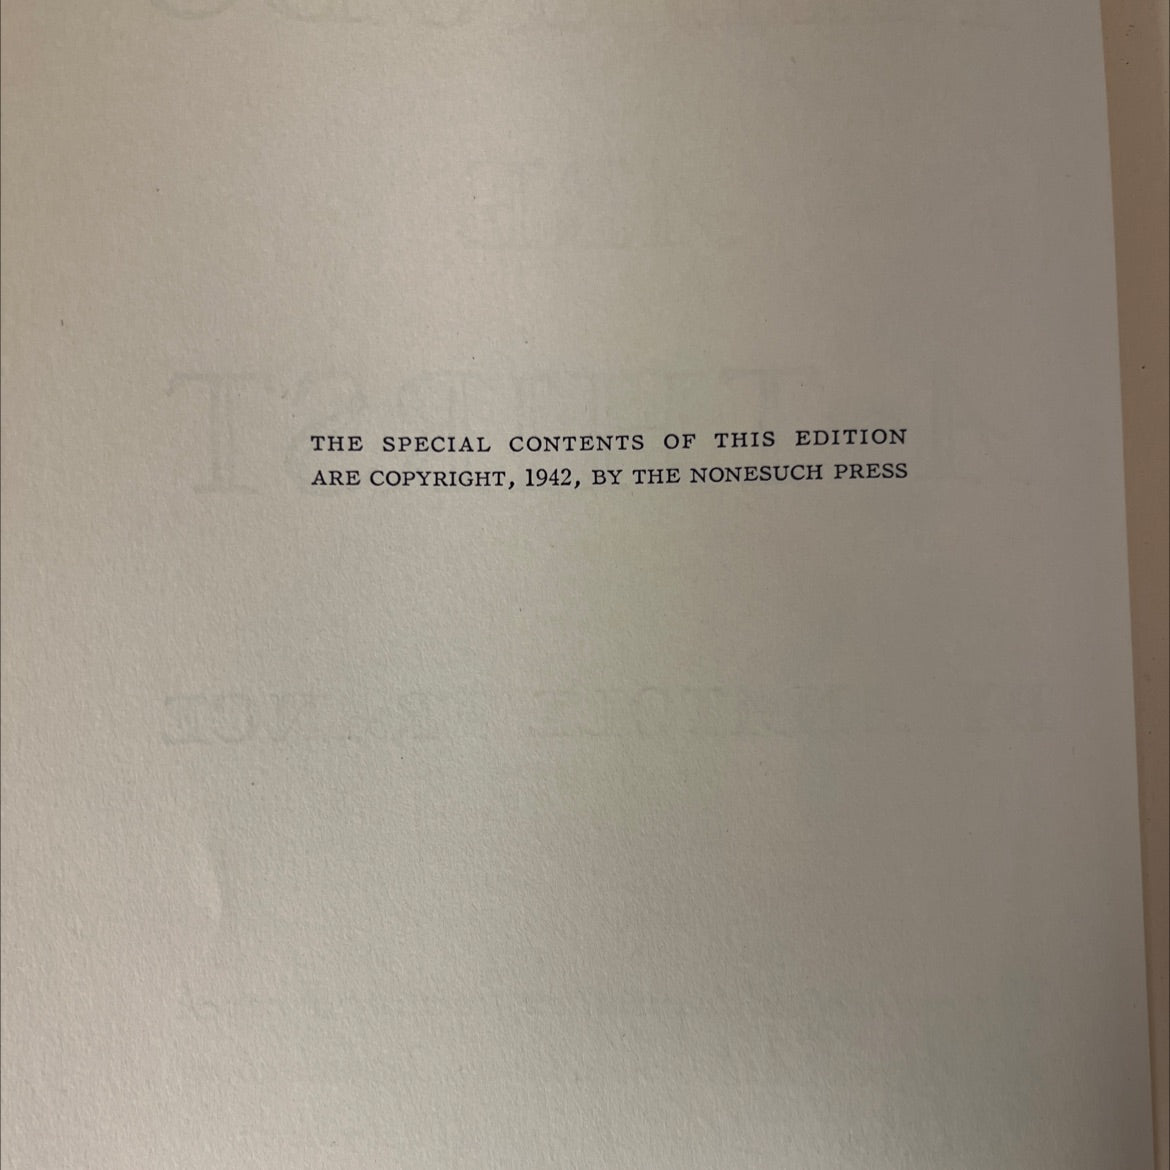 THE SPECIAL CONTENTS OF THIS EDITION
ARE COPYRIGHT, 1942, BY THE NONESUCH PRESS